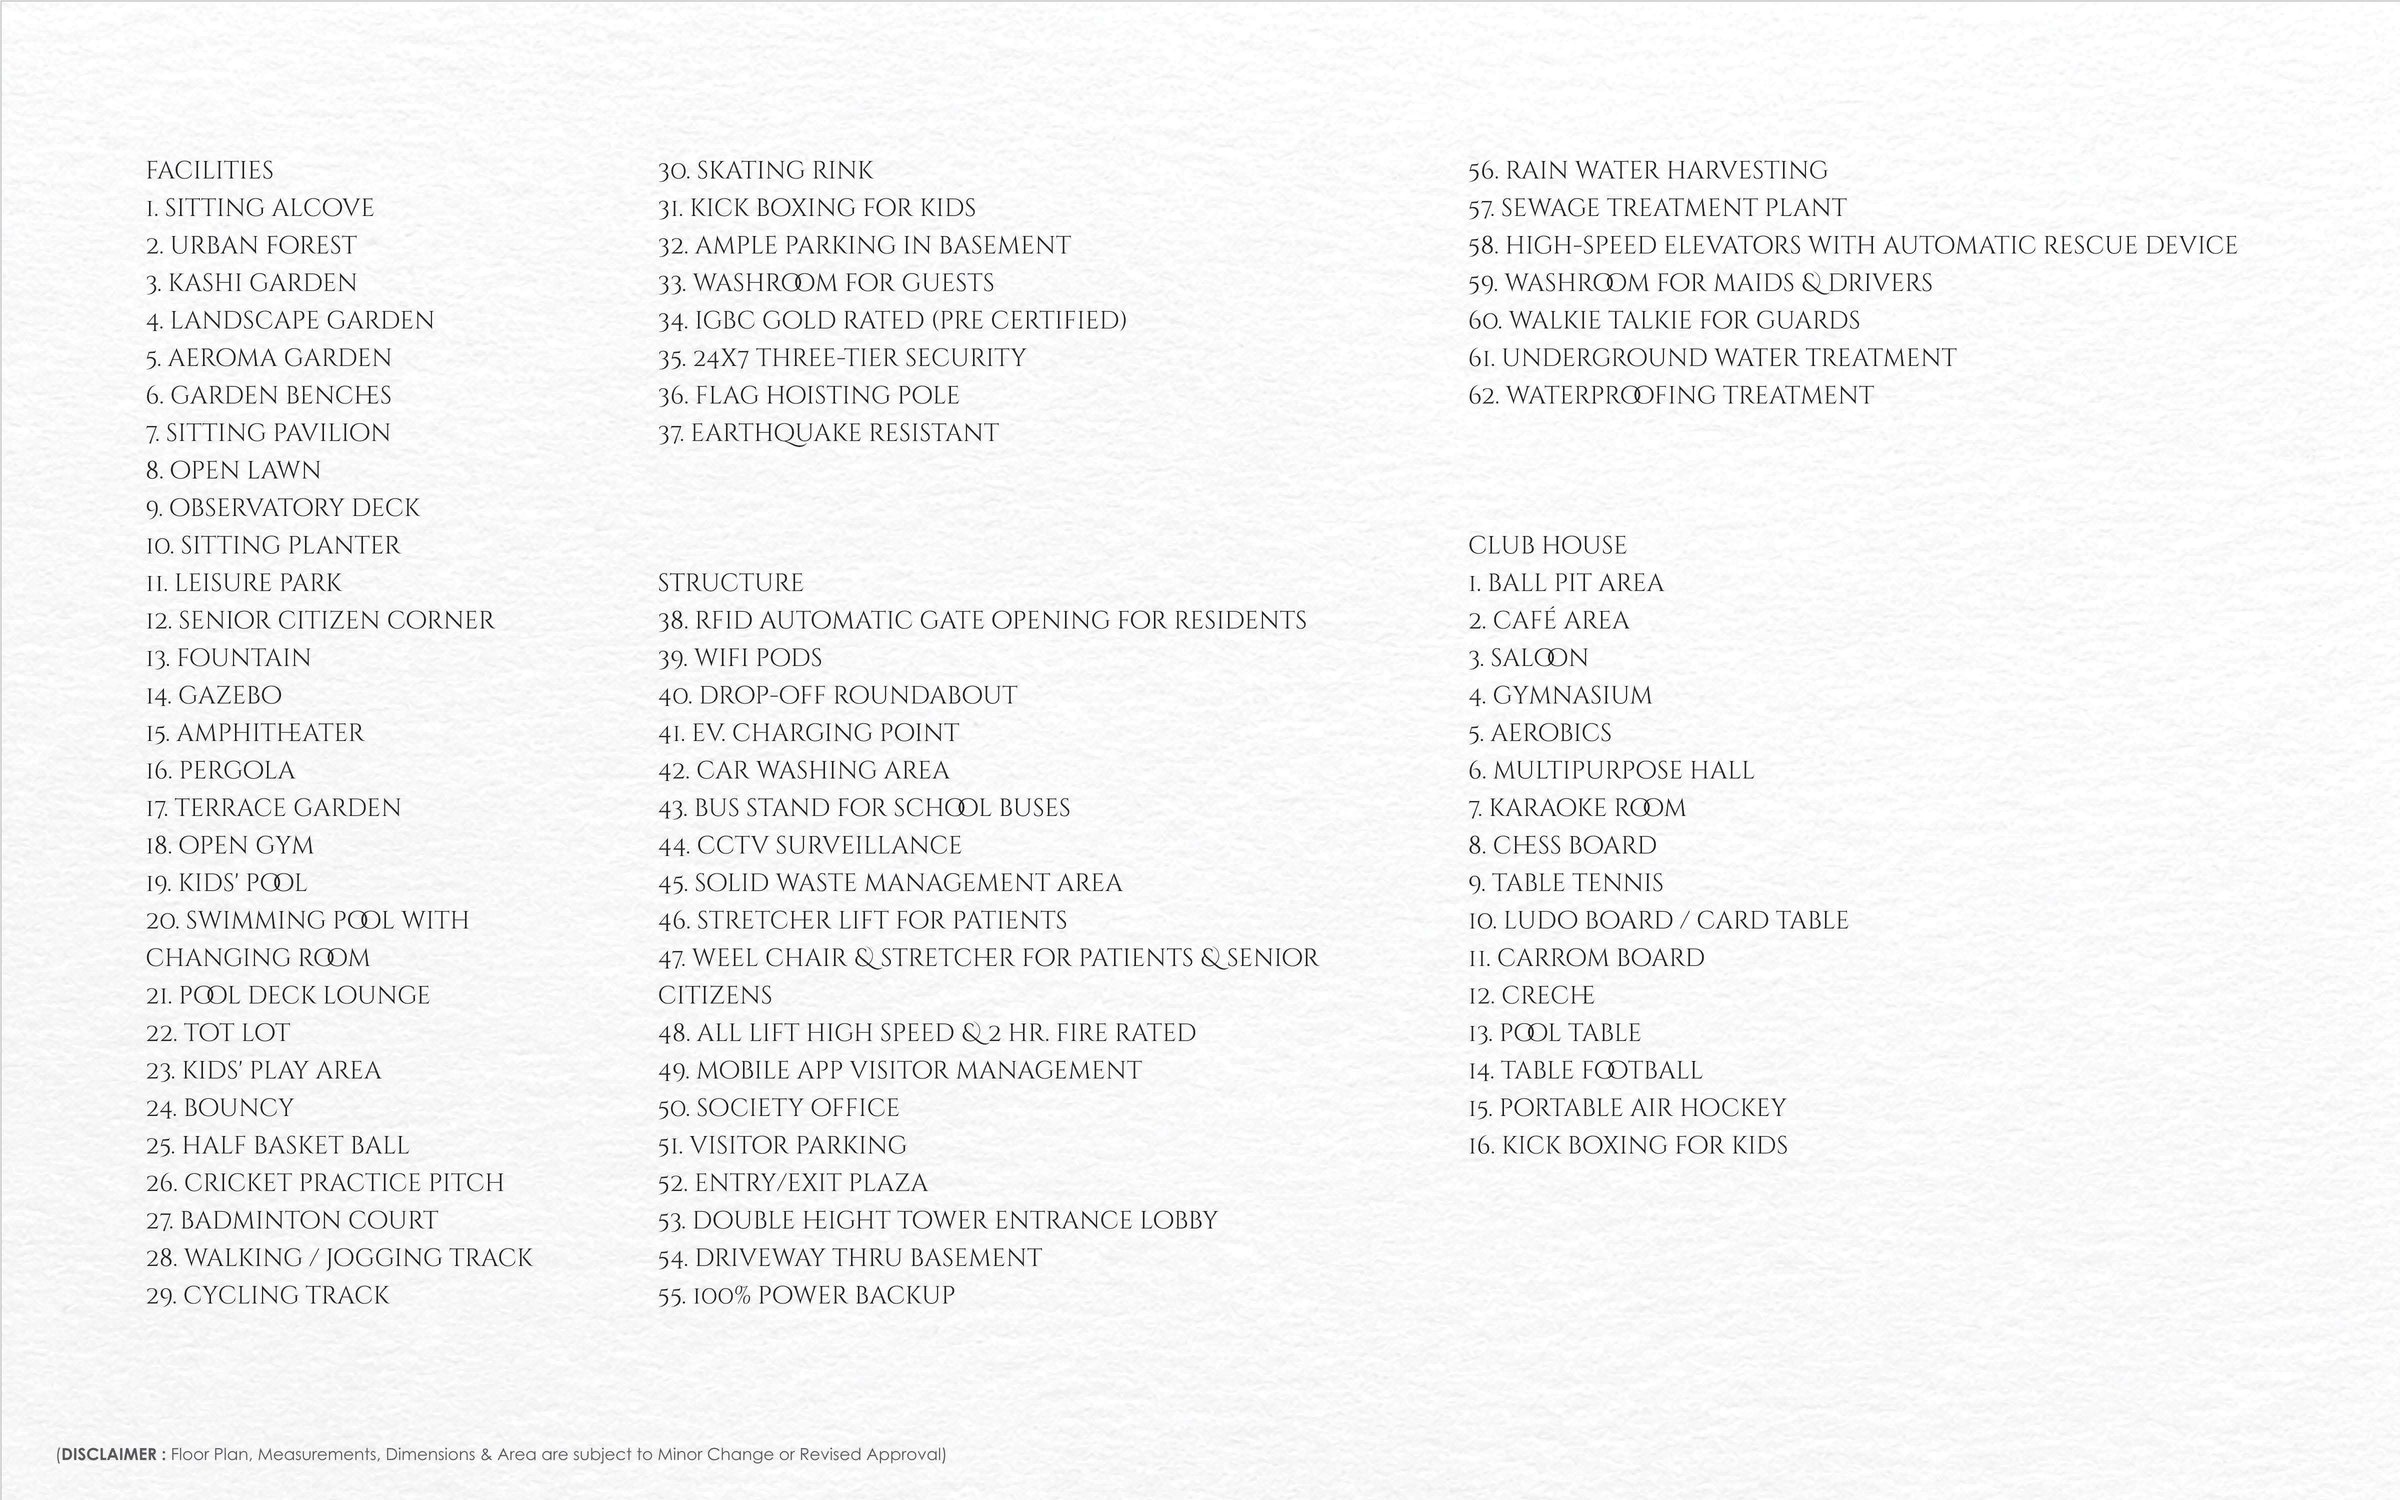 FACILITIES
1. SITTING ALCOVE
2. URBAN FOREST
3. KASHI GARDEN
4. LANDSCAPE GARDEN
5. AEROMA GARDEN
6. GARDEN BENCHES
7. SITTING PAVILION
8. OPEN LAWN
9. OBSERVATORY DECK
10. SITTING PLANTER
11. LEISURE PARK
12. SENIOR CITIZEN CORNER
13. FOUNTAIN
14. GAZEBO
15. AMPHITHEATER
16. PERGOLA
17. TERRACE GARDEN
18. OPEN GYM
19. KIDS' POOL
20. SWIMMING POOL WITH
CHANGING ROOM
21. POOL DECK LOUNGE
22. TOT LOT
23. KIDS' PLAY AREA
24. BOUNCY
25. HALF BASKET BALL
26. CRICKET PRACTICE PITCH
27. BADMINTON COURT
28. WALKING / JOGGING TRACK
29. CYCLING TRACK
30. SKATING RINK
31. KICK BOXING FOR KIDS
32. AMPLE PARKING IN BASEMENT
33. WASHROOM FOR GUESTS
34. IGBC GOLD RATED (PRE CERTIFIED)
35. 24X7 THREE-TIER SECURITY
36. FLAG HOISTING POLE
37. EARTHQUAKE RESISTANT
STRUCTURE
38. RFID AUTOMATIC GATE OPENING FOR RESIDENTS
39. WIFI PODS
40. DROP-OFF ROUNDABOUT
41. EV. CHARGING POINT
42. CAR WASHING AREA
43. BUS STAND FOR SCHOOL BUSES
44. CCTV SURVEILLANCE
45. SOLID WASTE MANAGEMENT AREA
46. STRETCHER LIFT FOR PATIENTS
47. WEEL CHAIR & STRETCHER FOR PATIENTS & SENIOR
CITIZENS
48. ALL LIFT HIGH SPEED & 2 HR. FIRE RATED
49. MOBILE APP VISITOR MANAGEMENT
50. SOCIETY OFFICE
51. VISITOR PARKING
52. ENTRY/EXIT PLAZA
53. DOUBLE HEIGHT TOWER ENTRANCE LOBBY
54. DRIVEWAY THRU BASEMENT
55. 100% POWER BACKUP
56. RAIN WATER HARVESTING
57. SEWAGE TREATMENT PLANT
58. HIGH-SPEED ELEVATORS WITH AUTOMATIC RESCUE DEVICE
59. WASHROOM FOR MAIDS & DRIVERS
60. WALKIE TALKIE FOR GUARDS
61. UNDERGROUND WATER TREATMENT
62. WATERPROOFING TREATMENT
CLUB HOUSE
1. BALL PIT AREA
2. CAFÉ AREA
3. SALOON
4. GYMNASIUM
5. AEROBICS
6. MULTIPURPOSE HALL
7. KARAOKE ROOM
8. CHESS BOARD
9. TABLE TENNIS
10. LUDO BOARD / CARD TABLE
11. CARROM BOARD
12. CRECHE
13. POOL TABLE
14. TABLE FOOTBALL
15. PORTABLE AIR HOCKEY
16. KICK BOXING FOR KIDS
(DISCLAIMER : Floor Plan, Measurements, Dimensions & Area are subject to Minor Change or Revised Approval)